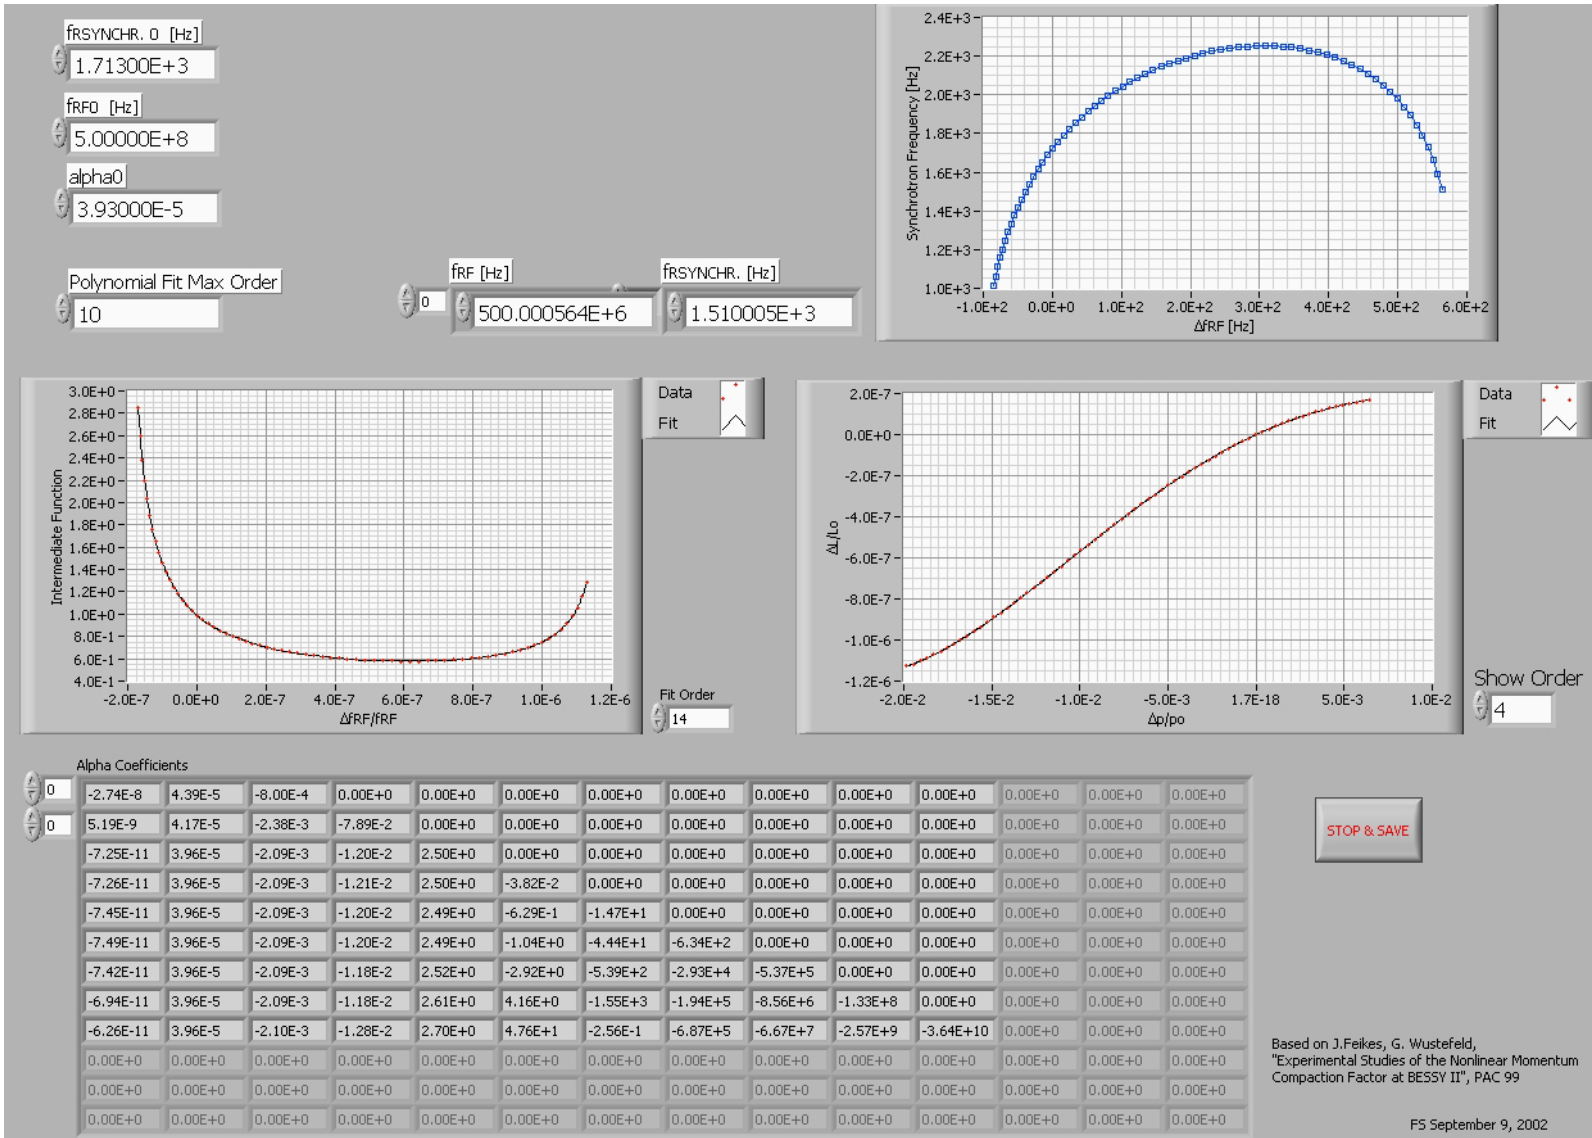 fRSYNCHR. 0 [Hz]
1.71300E+3
fRF0 [Hz]
5.00000E+8
alpha0
3.93000E-5
Polynomial Fit Max Order
10
0
fRF [Hz]
500.000564E+6
fRSYNCHR. [Hz]
1.510005E+3
Synchrotron Frequency [Hz]
2.4E+3
2.2E+3
2.0E+3
1.8E+3
1.6E+3
1.4E+3
1.2E+3
1.0E+3
-1.0E+2 0.0E+0 1.0E+2 2.0E+2 3.0E+2 4.0E+2 5.0E+2 6.0E+2
ΔfRF [Hz]
Intermediate Function
3.0E+0
2.8E+0
2.6E+0
2.4E+0
2.2E+0
2.0E+0
1.8E+0
1.6E+0
1.4E+0
1.2E+0
1.0E+0
8.0E-1
6.0E-1
4.0E-1
-2.0E-7 0.0E+0 2.0E-7 4.0E-7 6.0E-7 8.0E-7 1.0E-6 1.2E-6
ΔfRF/fRF
Data
Fit
Fit Order
14
ΔL/Lo
2.0E-7
0.0E+0
-2.0E-7
-4.0E-7
-6.0E-7
-8.0E-7
-1.0E-6
-1.2E-6
-2.0E-2 -1.5E-2 -1.0E-2 -5.0E-3 1.7E-18 5.0E-3 1.0E-2
Δp/po
Data
Fit
Show Order
4
Alpha Coefficients
0
0
-2.74E-8 4.39E-5 -8.00E-4 0.00E+0 0.00E+0 0.00E+0 0.00E+0 0.00E+0 0.00E+0 0.00E+0 0.00E+0 0.00E+0 0.00E+0 0.00E+0
5.19E-9 4.17E-5 -2.38E-3 -7.89E-2 0.00E+0 0.00E+0 0.00E+0 0.00E+0 0.00E+0 0.00E+0 0.00E+0 0.00E+0 0.00E+0 0.00E+0
-7.25E-11 3.96E-5 -2.09E-3 -1.20E-2 2.50E+0 0.00E+0 0.00E+0 0.00E+0 0.00E+0 0.00E+0 0.00E+0 0.00E+0 0.00E+0 0.00E+0
-7.26E-11 3.96E-5 -2.09E-3 -1.21E-2 2.50E+0 -3.82E-2 0.00E+0 0.00E+0 0.00E+0 0.00E+0 0.00E+0 0.00E+0 0.00E+0 0.00E+0
-7.45E-11 3.96E-5 -2.09E-3 -1.20E-2 2.49E+0 -6.29E-1 -1.47E+1 0.00E+0 0.00E+0 0.00E+0 0.00E+0 0.00E+0 0.00E+0 0.00E+0
-7.49E-11 3.96E-5 -2.09E-3 -1.20E-2 2.49E+0 -1.04E+0 -4.44E+1 -6.34E+2 0.00E+0 0.00E+0 0.00E+0 0.00E+0 0.00E+0 0.00E+0
-7.42E-11 3.96E-5 -2.09E-3 -1.18E-2 2.52E+0 -2.92E+0 -5.39E+2 -2.93E+4 -5.37E+5 0.00E+0 0.00E+0 0.00E+0 0.00E+0 0.00E+0
-6.94E-11 3.96E-5 -2.09E-3 -1.18E-2 2.61E+0 4.16E+0 -1.55E+3 -1.94E+5 -8.56E+6 -1.33E+8 0.00E+0 0.00E+0 0.00E+0 0.00E+0
-6.26E-11 3.96E-5 -2.10E-3 -1.28E-2 2.70E+0 4.76E+1 -2.56E-1 -6.87E+5 -6.67E+7 -2.57E+9 -3.64E+10 0.00E+0 0.00E+0 0.00E+0
0.00E+0 0.00E+0 0.00E+0 0.00E+0 0.00E+0 0.00E+0 0.00E+0 0.00E+0 0.00E+0 0.00E+0 0.00E+0 0.00E+0 0.00E+0 0.00E+0
0.00E+0 0.00E+0 0.00E+0 0.00E+0 0.00E+0 0.00E+0 0.00E+0 0.00E+0 0.00E+0 0.00E+0 0.00E+0 0.00E+0 0.00E+0 0.00E+0
0.00E+0 0.00E+0 0.00E+0 0.00E+0 0.00E+0 0.00E+0 0.00E+0 0.00E+0 0.00E+0 0.00E+0 0.00E+0 0.00E+0 0.00E+0 0.00E+0
STOP & SAVE
Based on J.Feikes, G. Wustefeld,
"Experimental Studies of the Nonlinear Momentum
Compaction Factor at BESSY II", PAC 99
FS September 9, 2002